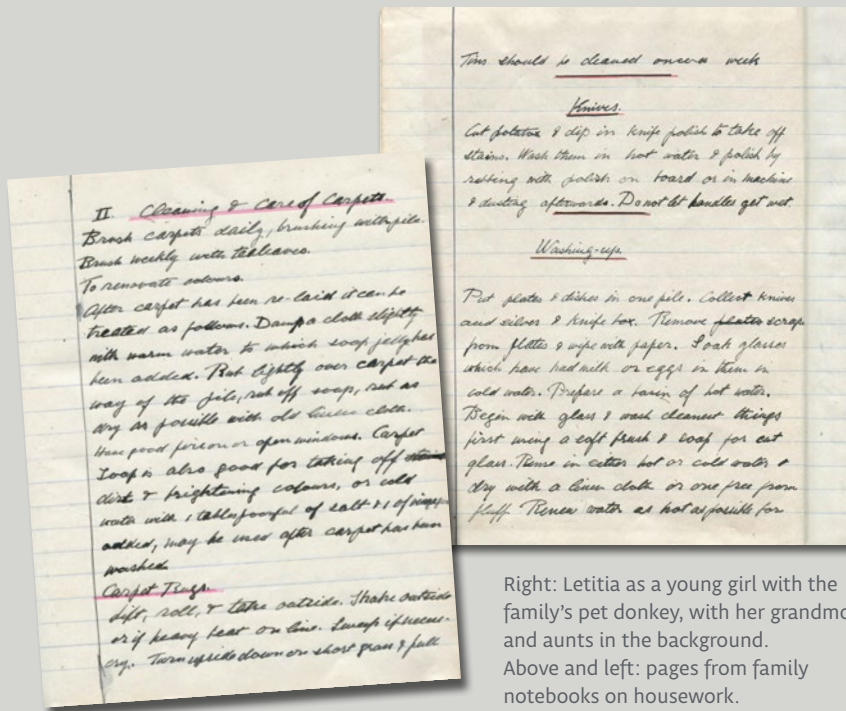 II. Cleaning & Care of Carpets.
Brush carpets daily, brushing with pile.
Brush weekly with tealeaves.
To renovate colours.
After carpet has been re-laid it can be
treated as follows. Damp a cloth slightly
with warm water to which soap jelly has
been added. Rub lightly over carpet the
way of the pile, rub off soap, rub as
dry as possible with old linen cloth.
Have good fire on or open windows. Carpet
Soap is also good for taking off
dirt & brightening colours, or cold
water with 1 tablespoonful of salt & 1 of
added, may be used after carpet has been
washed.
Carpet Rugs.
Lift, roll, & take outside. Shake outside
or if heavy beat on line. Sweep if neces-
ary. Turn upside down on short grass & pull
Tins should be cleaned once a week
Knives.
Cut potatoe & dip in knife polish to take off
stains. Wash them in hot water & polish by
rubbing with polish on board or in machine
& dusting afterwards. Do not let handles get wet.
Washing-up.
Put plates & dishes in one pile. Collect knives
and silver & knife box. Remove plates scraps
from plates & wipe with paper. Soak glasses
which have had milk or eggs in them in
cold water. Prepare a basin of hot water.
Begin with glass & wash cleanest things
first using a soft brush & soap for cut
glass. Rinse in either hot or cold water &
dry with a linen cloth or one free from
fluff. Renew water as hot as possible for
Right: Letitia as a young girl with the
family's pet donkey, with her grandmo
and aunts in the background.
Above and left: pages from family
notebooks on housework.